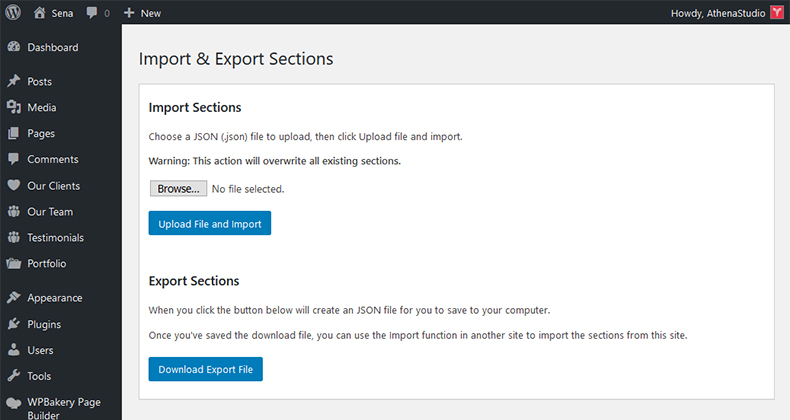 Sena 0 New Howdy, AthenaStudio
Dashboard
Posts
Media
Pages
Comments
Our Clients
Our Team
Testimonials
Portfolio
Appearance
Plugins
Users
Tools
WPBakery Page
Builder
Import & Export Sections
Import Sections
Choose a JSON (.json) file to upload, then click Upload file and import.
Warning: This action will overwrite all existing sections.
Browse... No file selected.
Upload File and Import
Export Sections
When you click the button below will create an JSON file for you to save to your computer.
Once you've saved the download file, you can use the Import function in another site to import the sections from this site.
Download Export File